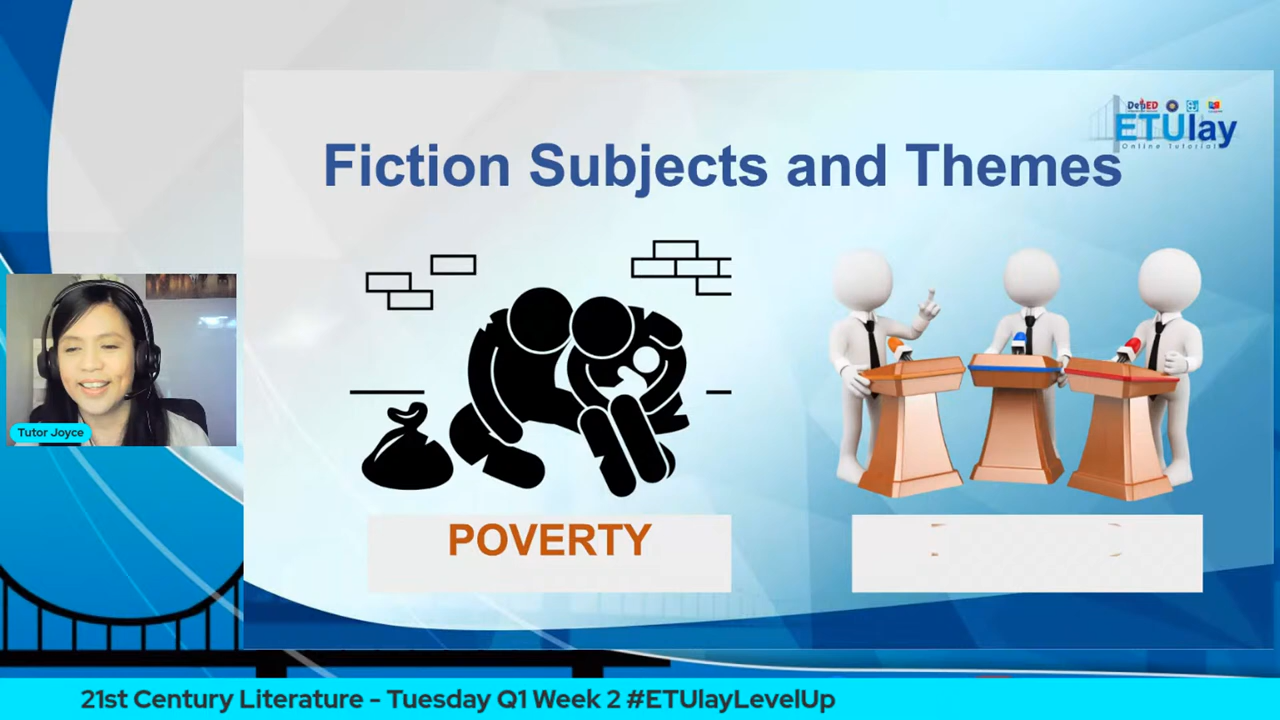 DepED
ETUlay
Online Tutorial
Fiction Subjects and Themes
Tutor Joyce
POVERTY
21st Century Literature - Tuesday Q1 Week 2 #ETUlayLevelUp